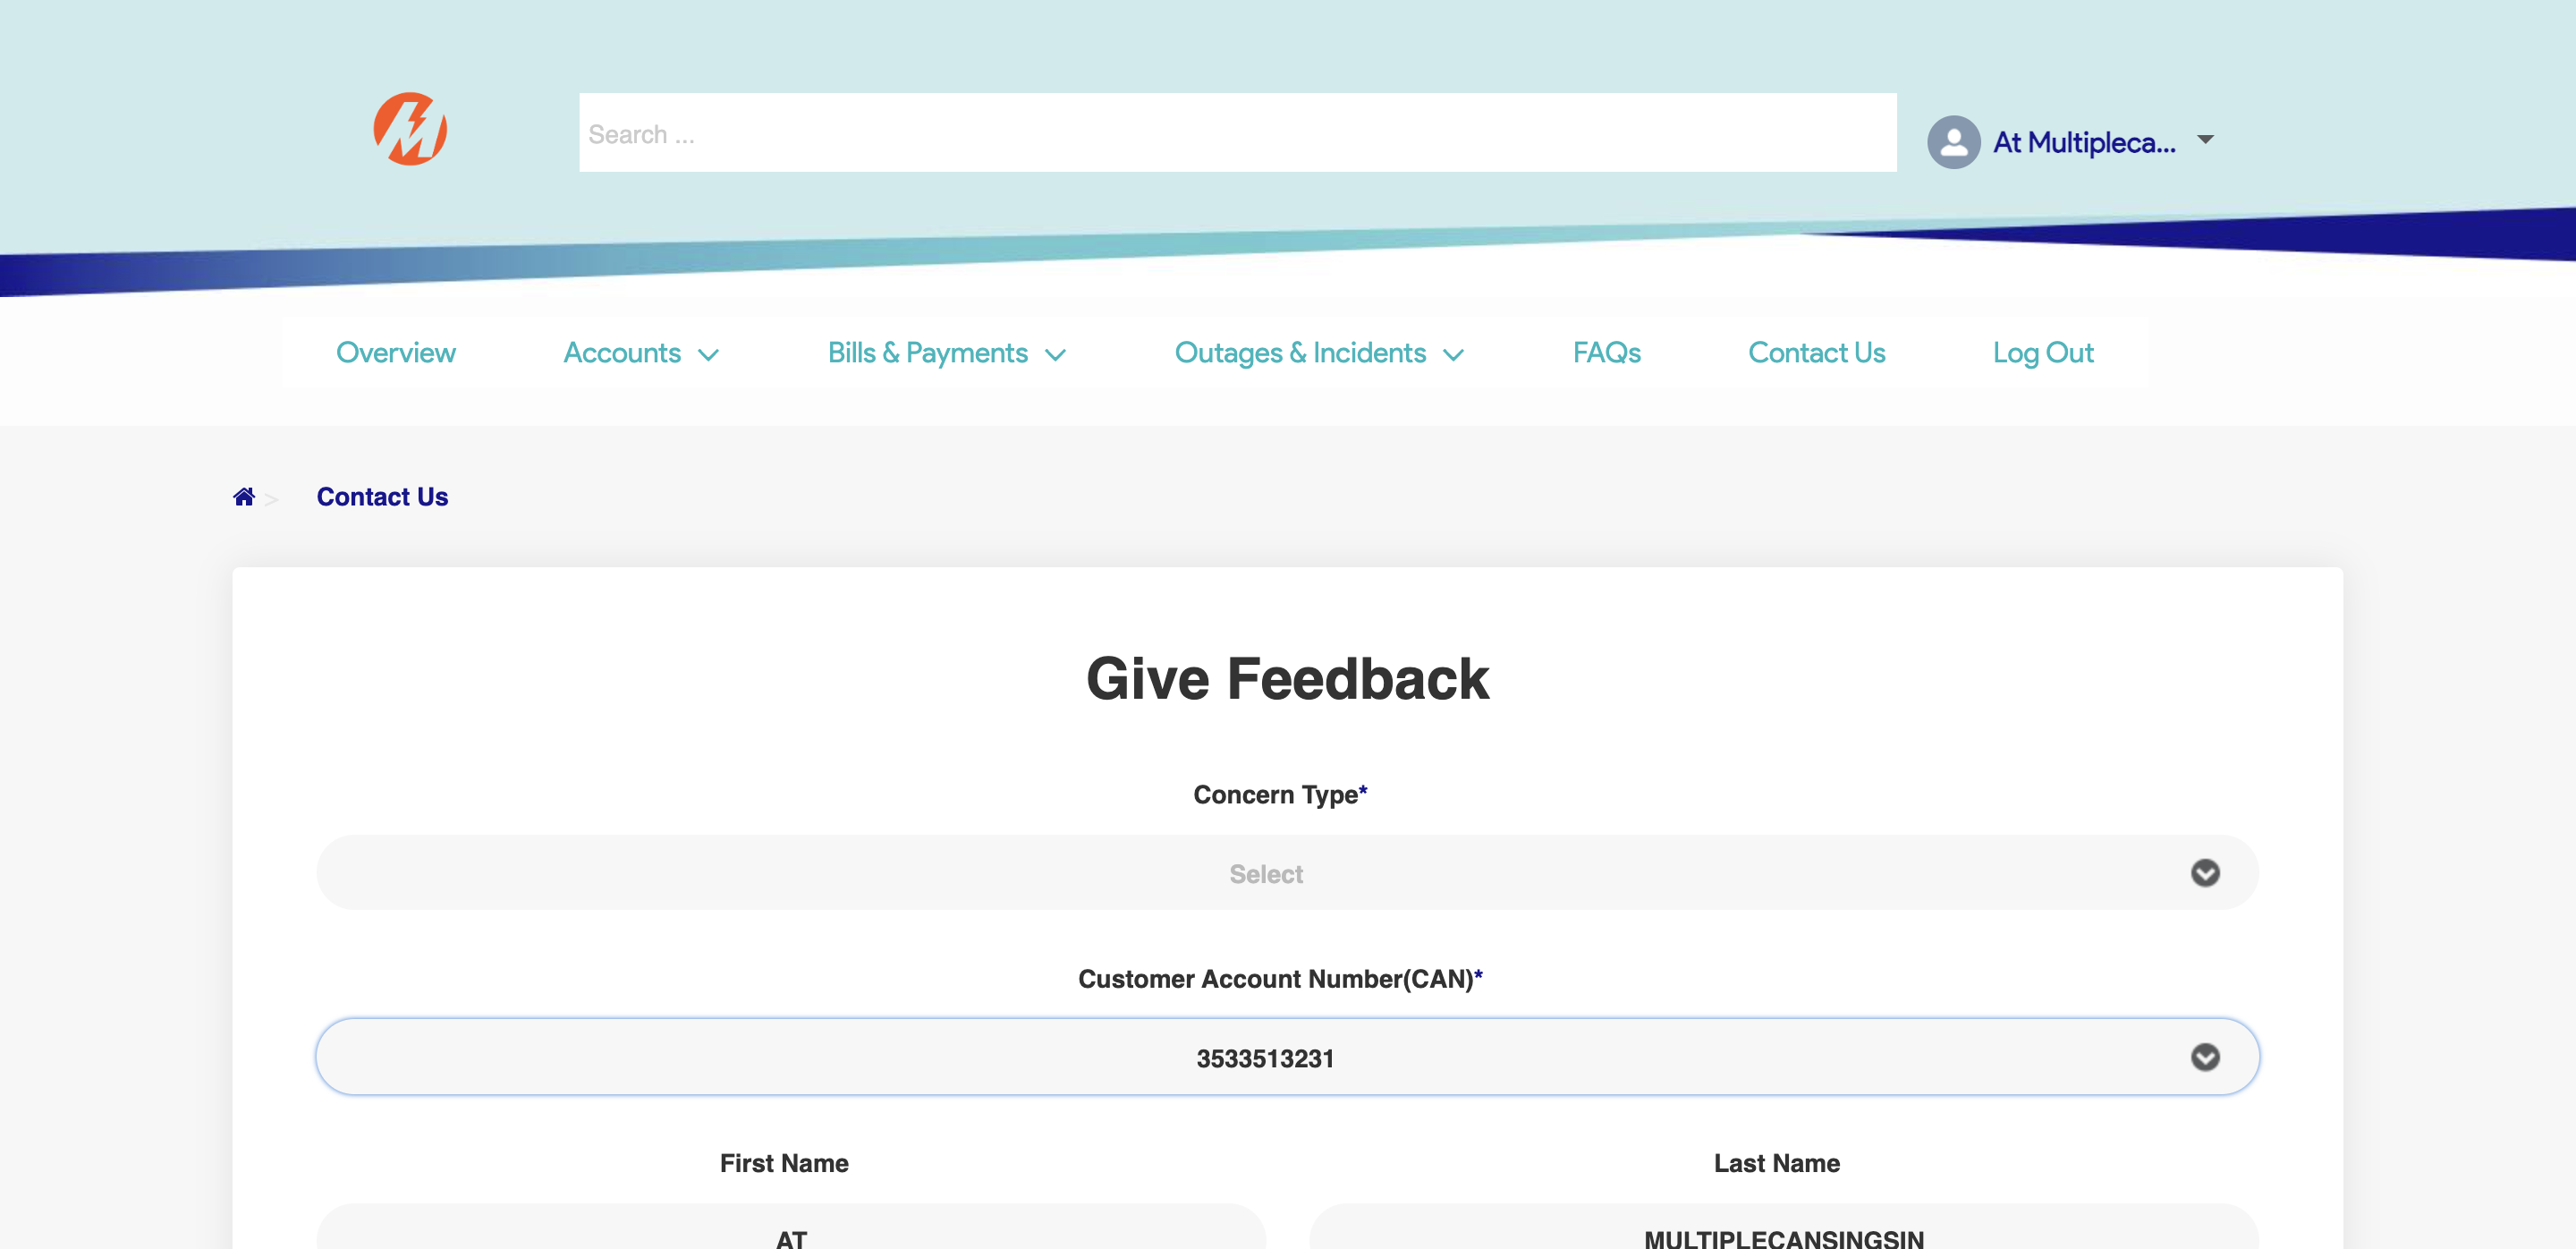 Search ...
At Multipleca...
Overview
Accounts
Bills & Payments
Outages & Incidents
FAQs
Contact Us
Log Out
>
Contact Us
Give Feedback
Concern Type*
Select
Customer Account Number(CAN)*
3533513231
First Name
Last Name
AT
MULTIPLECANSINGSIN